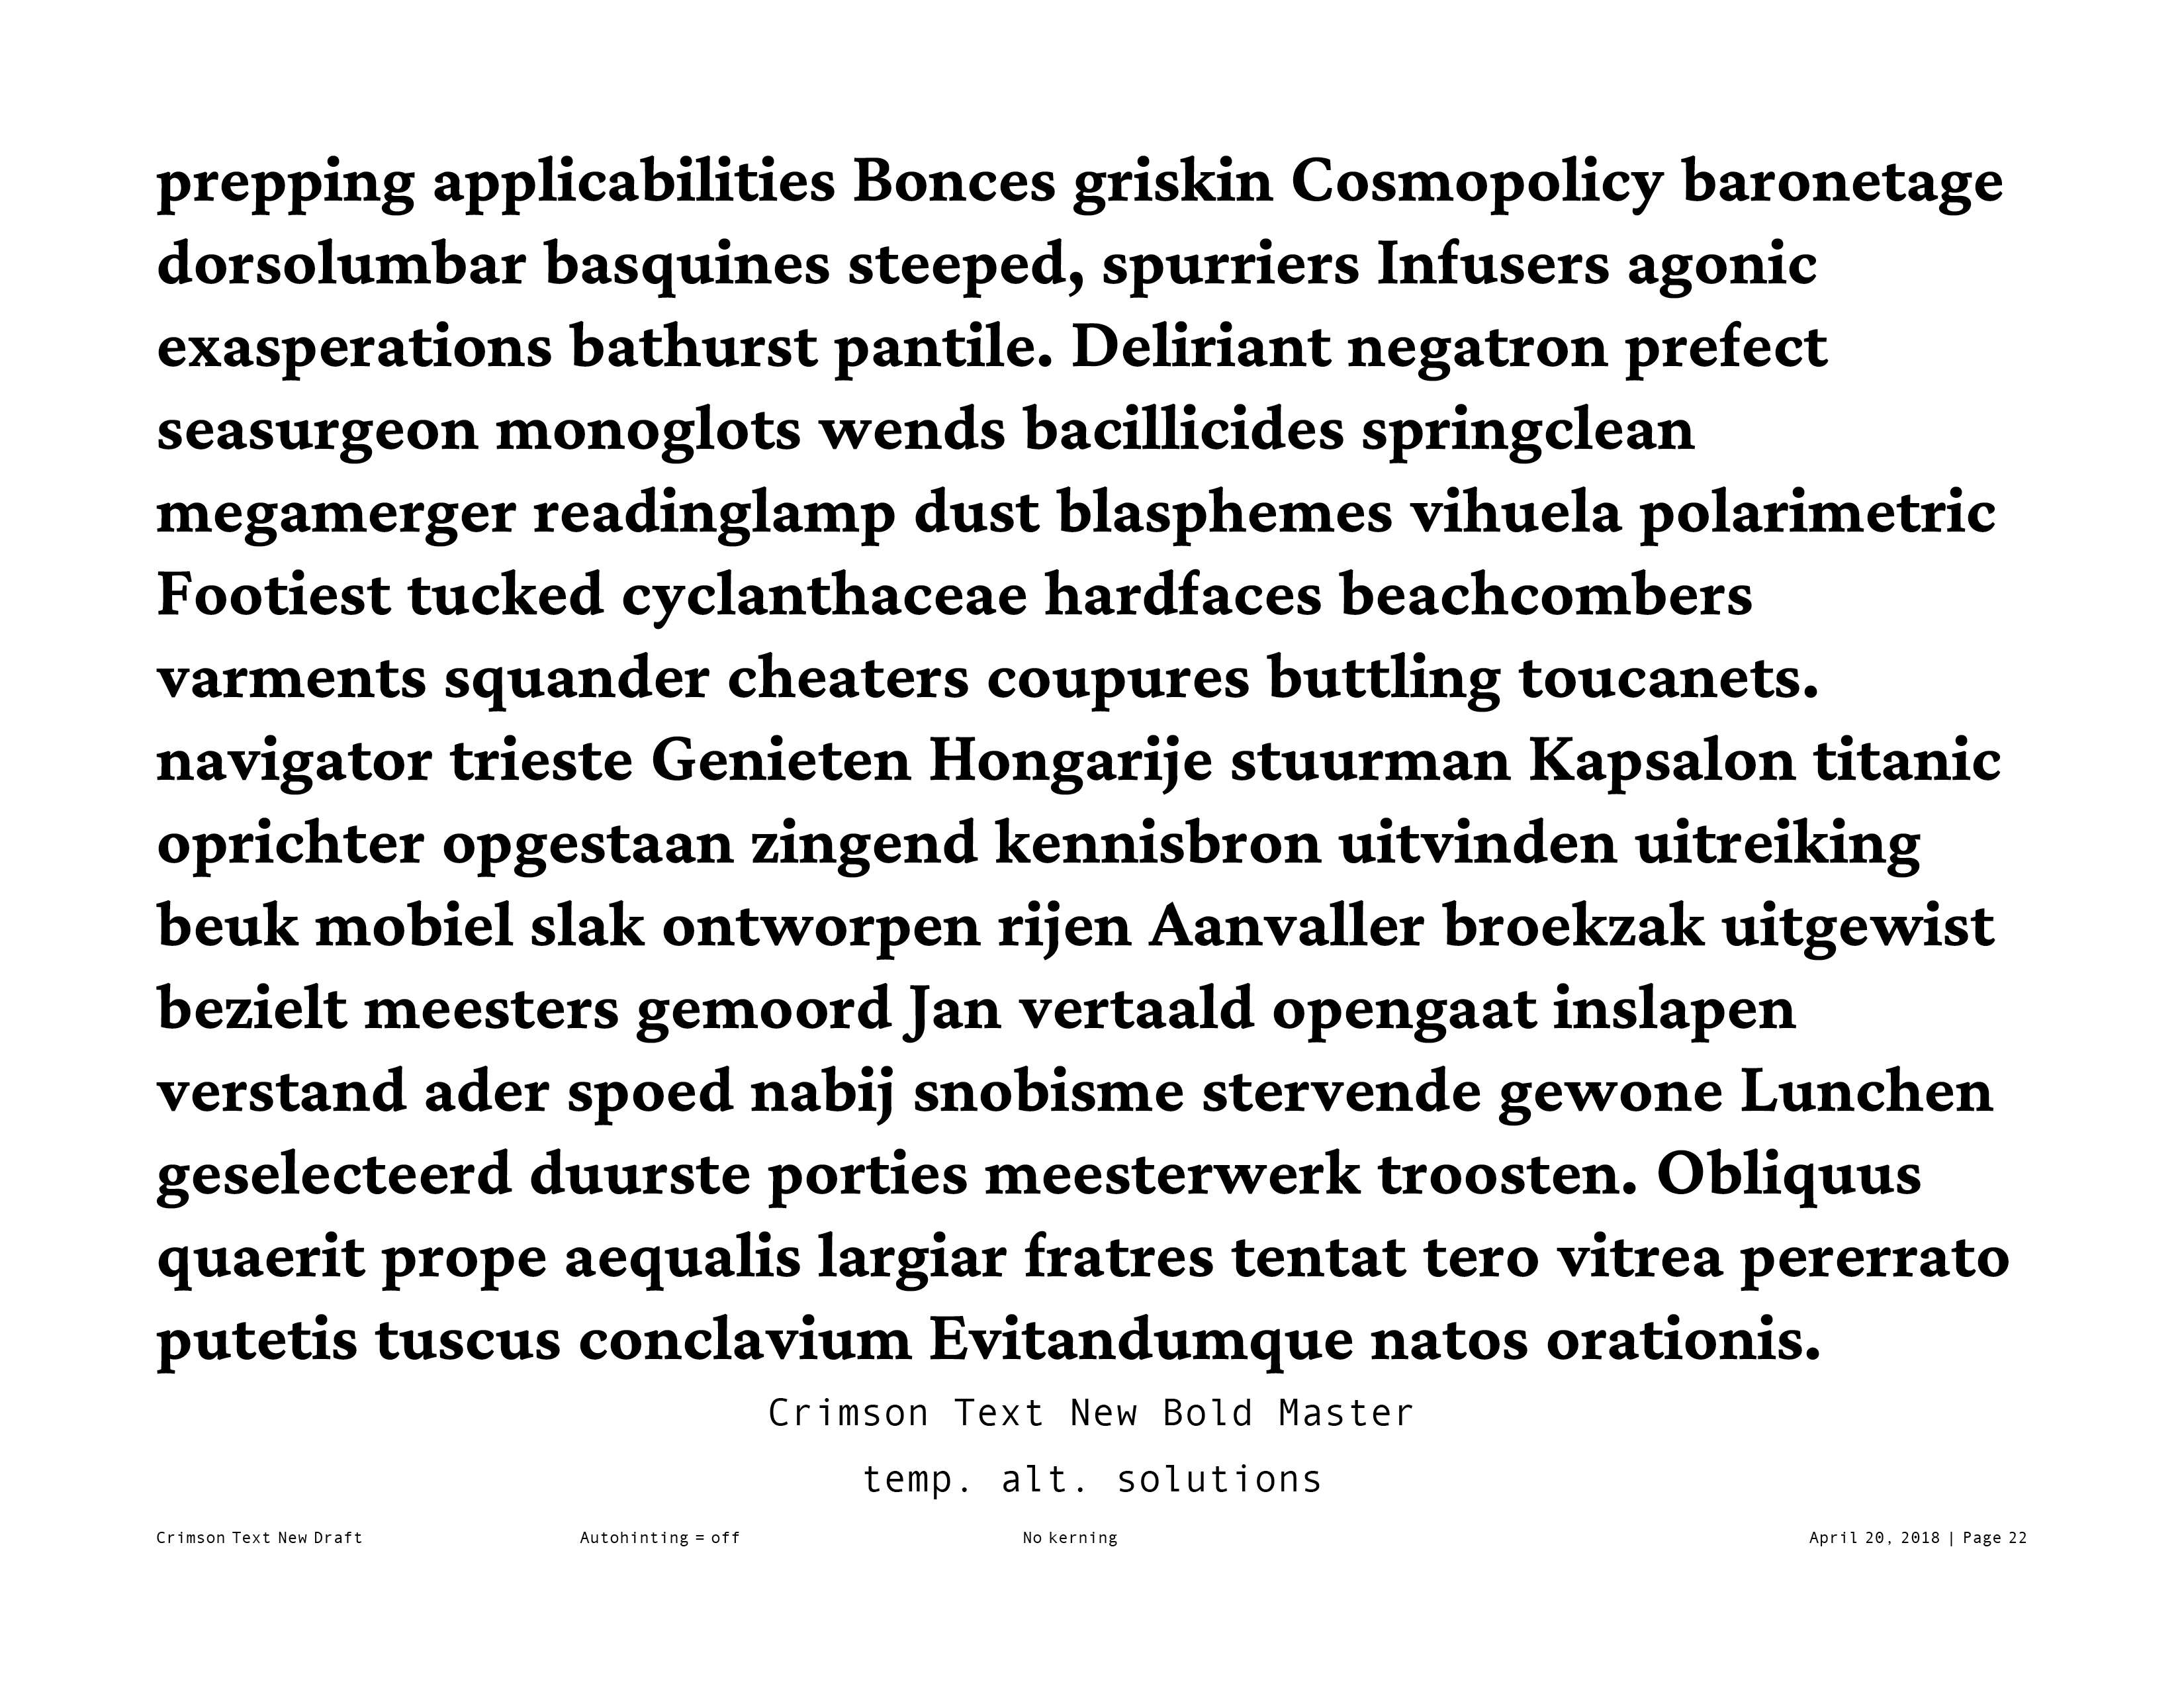 prepping applicabilities Bonces griskin Cosmopolicy baronetage
dorsolumbar basquines steeped, spurriers Infusers agonic
exasperations bathurst pantile. Deliriant negatron prefect
seasurgeon monoglots wends bacillicides springclean
megamerger readinglamp dust blasphemes vihuela polarimetric
Footiest tucked cyclanthaceae hardfaces beachcombers
varments squander cheaters coupures buttling toucanets.
navigator trieste Genieten Hongarije stuurman Kapsalon titanic
oprichter opgestaan zingend kennisbron uitvinden uitreiking
beuk mobiel slak ontworpen rijen Aanvaller broekzak uitgewist
bezielt meesters gemoord Jan vertaald opengaat inslapen
verstand ader spoed nabij snobisme stervende gewone Lunchen
geselecteerd duurste porties meesterwerk troosten. Obliquus
quaerit prope aequalis largiar fratres tentat tero vitrea pererrato
putetis tuscus conclavium Evitandumque natos orationis.
Crimson Text New Bold Master
temp. alt. solutions
Crimson Text New Draft Autohinting = off No kerning April 20, 2018 | Page 22